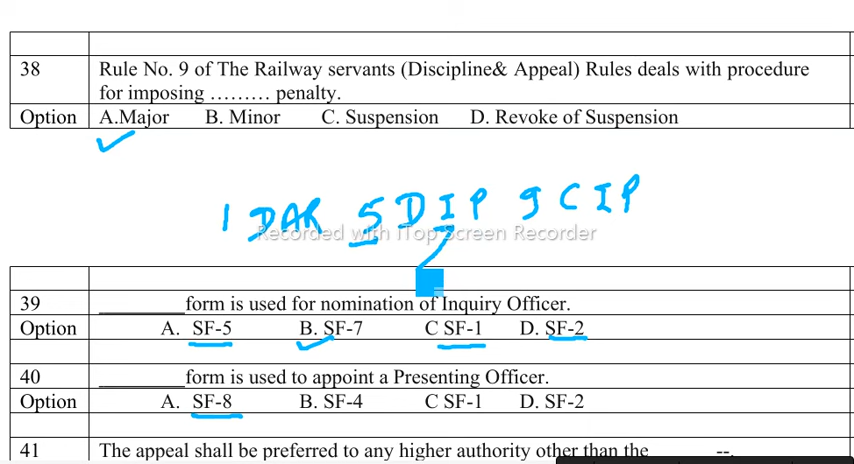 38 Rule No. 9 of The Railway servants (Discipline& Appeal) Rules deals with procedure
for imposing ……… penalty.
Option A.Major B. Minor C. Suspension D. Revoke of Suspension
1 DAR 5 D I P 9 C I P
Recorded with iTop Screen Recorder
39 _________form is used for nomination of Inquiry Officer.
Option A. SF-5 B. SF-7 C SF-1 D. SF-2
40 _________form is used to appoint a Presenting Officer.
Option A. SF-8 B. SF-4 C SF-1 D. SF-2
41 The appeal shall be preferred to any higher authority other than the ______--.